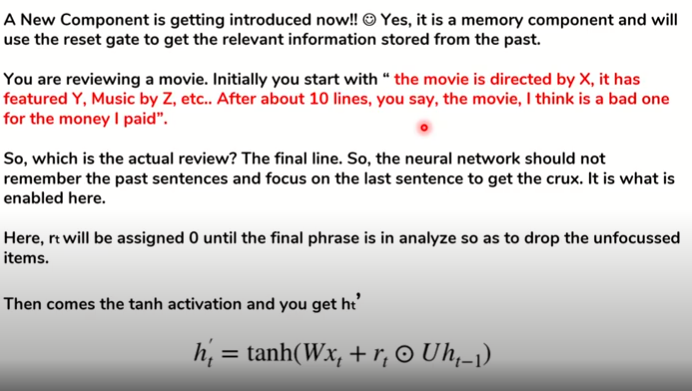 A New Component is getting introduced now!! ☺ Yes, it is a memory component and will
use the reset gate to get the relevant information stored from the past.
You are reviewing a movie. Initially you start with “ the movie is directed by X, it has
featured Y, Music by Z, etc.. After about 10 lines, you say, the movie, I think is a bad one
for the money I paid”.
So, which is the actual review? The final line. So, the neural network should not
remember the past sentences and focus on the last sentence to get the crux. It is what is
enabled here.
Here, rt will be assigned 0 until the final phrase is in analyze so as to drop the unfocussed
items.
Then comes the tanh activation and you get ht’
h′ₜ = tanh(Wxₜ + rₜ ⊙ Uhₜ₋₁)